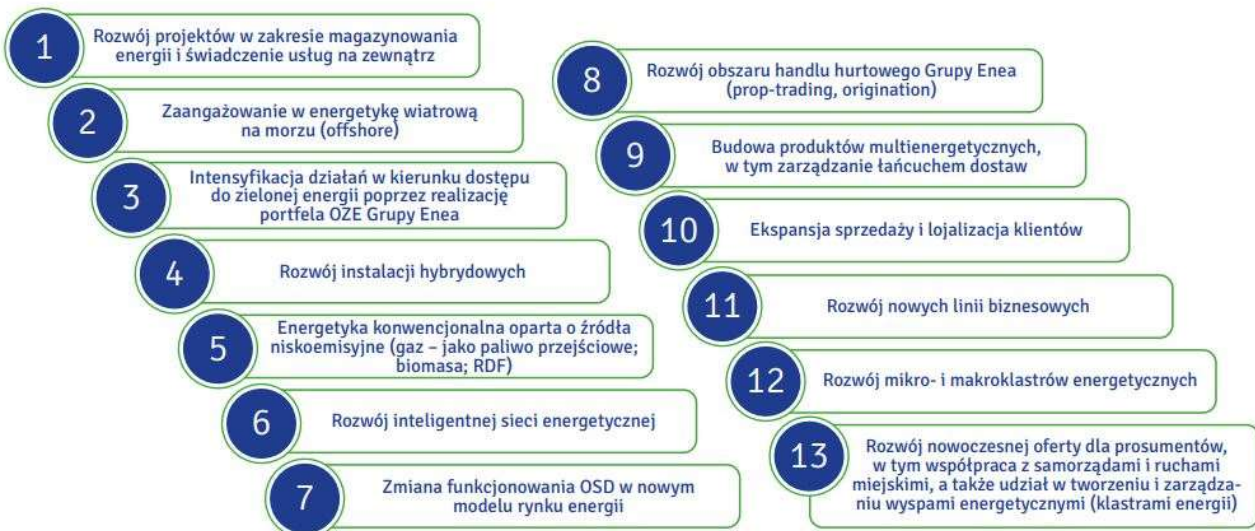 1
Rozwój projektów w zakresie magazynowania
energii i świadczenie usług na zewnątrz
2
Zaangażowanie w energetykę wiatrową
na morzu (offshore)
3
Intensyfikacja działań w kierunku dostępu
do zielonej energii poprzez realizację
portfela OZE Grupy Enea
4
Rozwój instalacji hybrydowych
5
Energetyka konwencjonalna oparta o źródła
niskoemisyjne (gaz – jako paliwo przejściowe;
biomasa; RDF)
6
Rozwój inteligentnej sieci energetycznej
7
Zmiana funkcjonowania OSD w nowym
modelu rynku energii
8
Rozwój obszaru handlu hurtowego Grupy Enea
(prop-trading, origination)
9
Budowa produktów multienergetycznych,
w tym zarządzanie łańcuchem dostaw
10
Ekspansja sprzedaży i lojalizacja klientów
11
Rozwój nowych linii biznesowych
12
Rozwój mikro- i makroklastrów energetycznych
13
Rozwój nowoczesnej oferty dla prosumentów,
w tym współpraca z samorządami i ruchami
miejskimi, a także udział w tworzeniu i zarządza-
niu wyspami energetycznymi (klastrami energii)